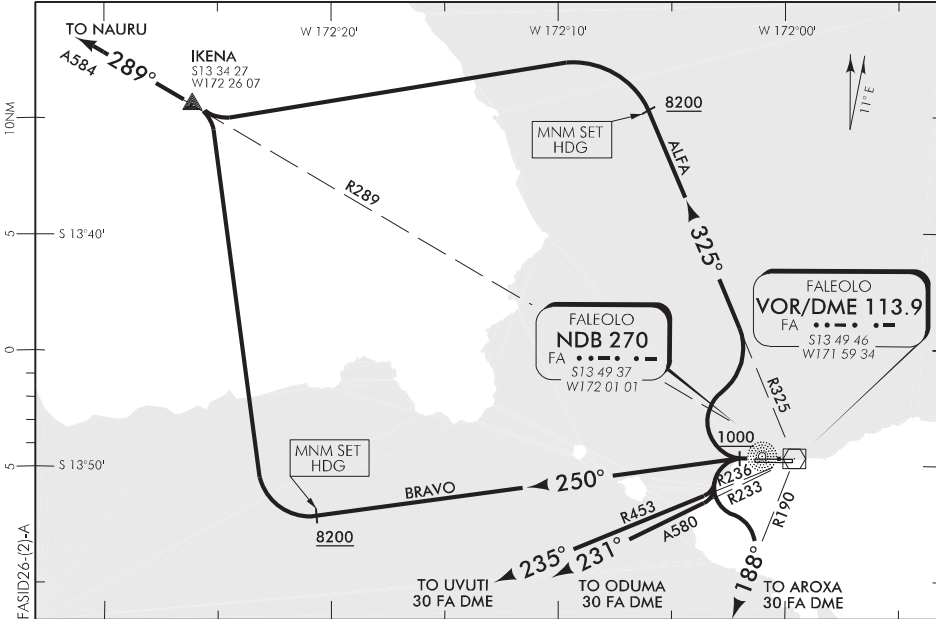 TO NAURU
289°
A584
IKENA
S13 34 27
W172 26 07
W 172°20'
W 172°10'
W 172°00'
11° E
10NM
5
0
5
S 13°40'
S 13°50'
8200
MNM SET
HDG
ALFA
325°
R289
FALEOLO
NDB 270
FA
S13 49 37
W172 01 01
FALEOLO
VOR/DME 113.9
FA
S13 49 46
W171 59 34
R325
1000
MNM SET
HDG
8200
BRAVO
250°
R236
R233
R190
R453
A580
235°
231°
188°
TO UVUTI
30 FA DME
TO ODUMA
30 FA DME
TO AROXA
30 FA DME
FASID26-(2)-A